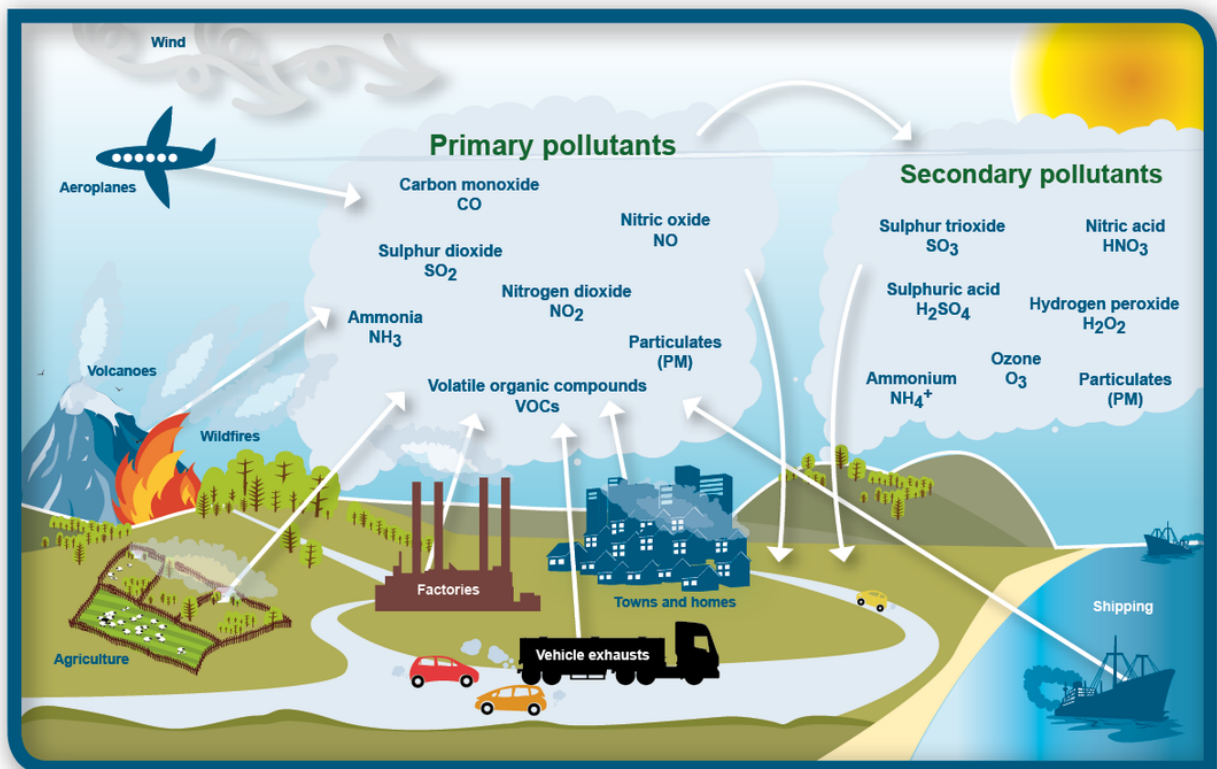 Wind
Aeroplanes
Primary pollutants
Carbon monoxide
CO
Nitric oxide
NO
Sulphur dioxide
SO2
Nitrogen dioxide
NO2
Ammonia
NH3
Particulates
(PM)
Volatile organic compounds
VOCs
Secondary pollutants
Sulphur trioxide
SO3
Nitric acid
HNO3
Sulphuric acid
H2SO4
Hydrogen peroxide
H2O2
Ozone
O3
Ammonium
NH4+
Particulates
(PM)
Volcanoes
Wildfires
Factories
Towns and homes
Shipping
Agriculture
Vehicle exhausts